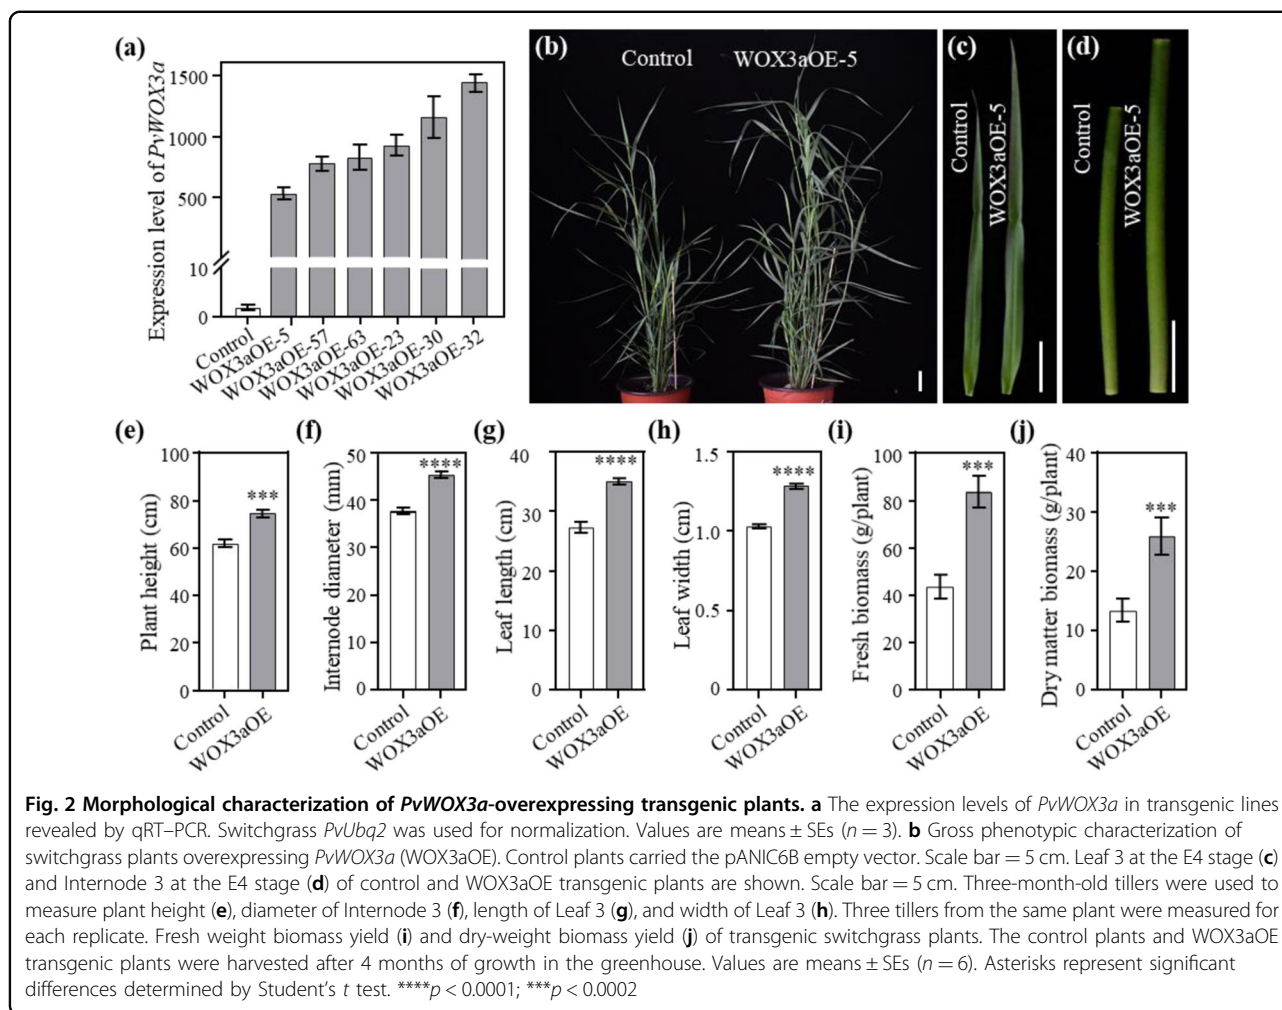 (a)
Expression level of PvWOX3a
1500
1000
500
10
0
Control
WOX3aOE-5
WOX3aOE-57
WOX3aOE-63
WOX3aOE-23
WOX3aOE-30
WOX3aOE-32
(b)
Control
WOX3aOE-5
(c)
Control
WOX3aOE-5
(d)
Control
WOX3aOE-5
(e)
Plant height (cm)
100
80
60
40
20
0
***
Control
WOX3aOE
(f)
Internode diameter (mm)
50
40
30
20
10
0
****
Control
WOX3aOE
(g)
Leaf length (cm)
40
30
20
10
0
****
Control
WOX3aOE
(h)
Leaf width (cm)
1.5
1.0
0.5
0
****
Control
WOX3aOE
(i)
Fresh biomass (g/plant)
100
80
60
40
20
0
***
Control
WOX3aOE
(j)
Dry matter biomass (g/plant)
40
30
20
10
0
***
Control
WOX3aOE
Fig. 2 Morphological characterization of PvWOX3a-overexpressing transgenic plants. a The expression levels of PvWOX3a in transgenic lines
revealed by qRT–PCR. Switchgrass PvUbq2 was used for normalization. Values are means ± SEs (n = 3). b Gross phenotypic characterization of
switchgrass plants overexpressing PvWOX3a (WOX3aOE). Control plants carried the pANIC6B empty vector. Scale bar = 5 cm. Leaf 3 at the E4 stage (c)
and Internode 3 at the E4 stage (d) of control and WOX3aOE transgenic plants are shown. Scale bar = 5 cm. Three-month-old tillers were used to
measure plant height (e), diameter of Internode 3 (f), length of Leaf 3 (g), and width of Leaf 3 (h). Three tillers from the same plant were measured for
each replicate. Fresh weight biomass yield (i) and dry-weight biomass yield (j) of transgenic switchgrass plants. The control plants and WOX3aOE
transgenic plants were harvested after 4 months of growth in the greenhouse. Values are means ± SEs (n = 6). Asterisks represent significant
differences determined by Student's t test. ****p < 0.0001; ***p < 0.0002